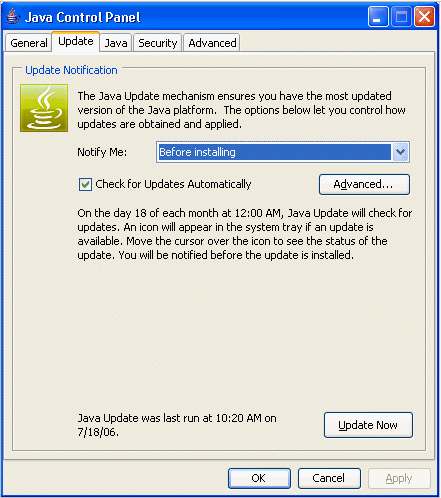 Java Control Panel
General Update Java Security Advanced
Update Notification
The Java Update mechanism ensures you have the most updated
version of the Java platform. The options below let you control how
updates are obtained and applied.
Notify Me: Before installing
Check for Updates Automatically Advanced...
On the day 18 of each month at 12:00 AM, Java Update will check for
updates. An icon will appear in the system tray if an update is
available. Move the cursor over the icon to see the status of the
update. You will be notified before the update is installed.
Java Update was last run at 10:20 AM on
7/18/06.
Update Now
OK Cancel Apply